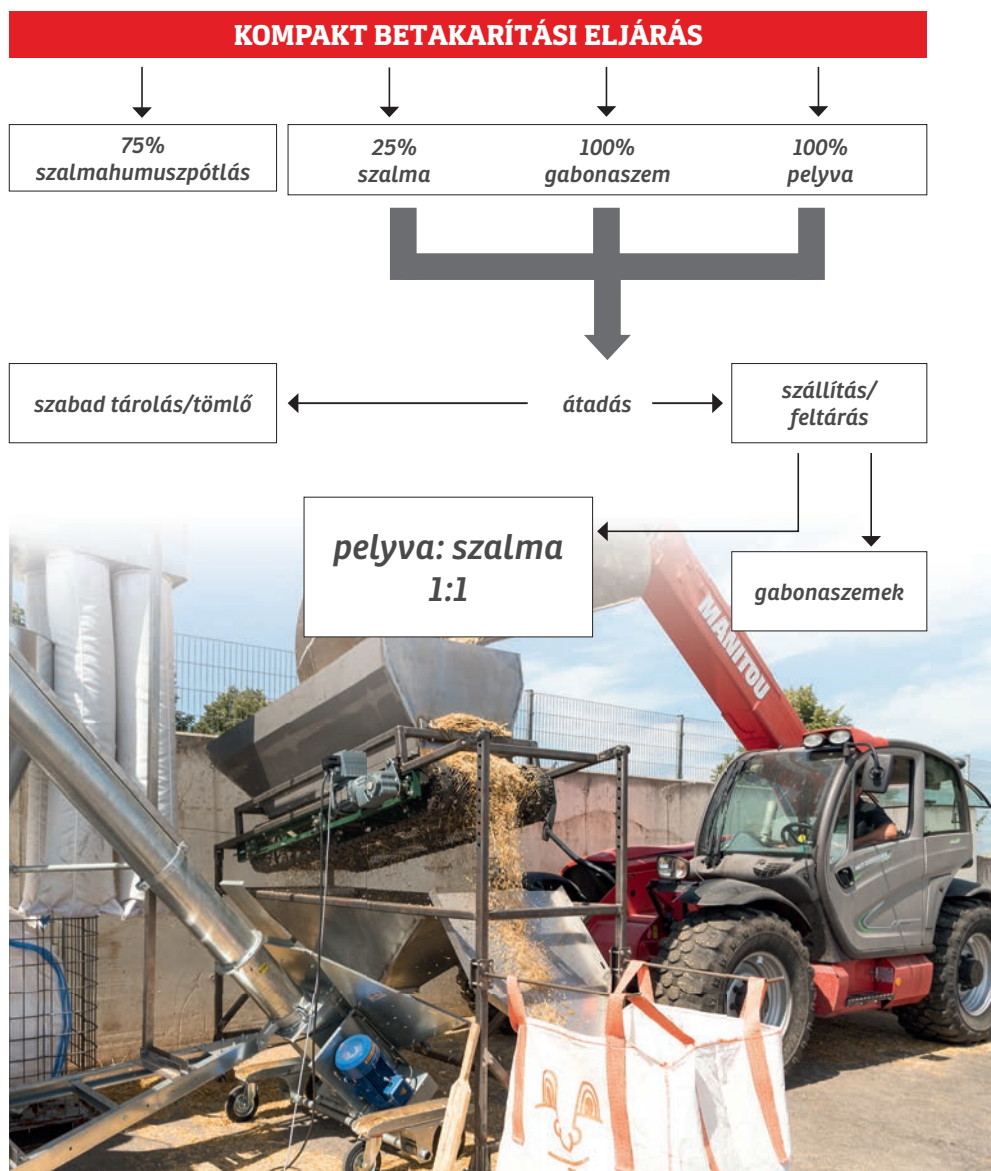 KOMPAKT BETAKARÍTÁSI ELJÁRÁS
75%
szalmahumuszpótlás
25%
szalma
100%
gabonaszem
100%
pelyva
szabad tárolás/tömlő
átadás
szállítás/
feltárás
pelyva: szalma
1:1
gabonaszemek
MANITOU